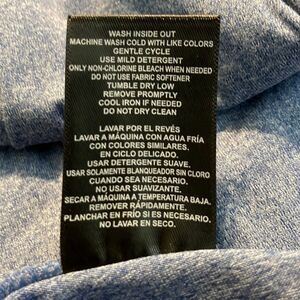 WASH INSIDE OUT
MACHINE WASH COLD WITH LIKE COLORS
GENTLE CYCLE
USE MILD DETERGENT
ONLY NON-CHLORINE BLEACH WHEN NEEDED
DO NOT USE FABRIC SOFTENER
TUMBLE DRY LOW
REMOVE PROMPTLY
COOL IRON IF NEEDED
DO NOT DRY CLEAN
LAVAR POR EL REVÉS
LAVAR A MÁQUINA CON AGUA FRÍA
CON COLORES SIMILARES.
EN CICLO DELICADO.
USAR DETERGENTE SUAVE.
USAR SOLAMENTE BLANQUEADOR SIN CLORO
CUANDO SEA NECESARIO.
NO USAR SUAVIZANTE.
SECAR A MÁQUINA A TEMPERATURA BAJA.
REMOVER RÁPIDAMENTE.
PLANCHAR EN FRÍO SI ES NECESARIO.
NO LAVAR EN SECO.